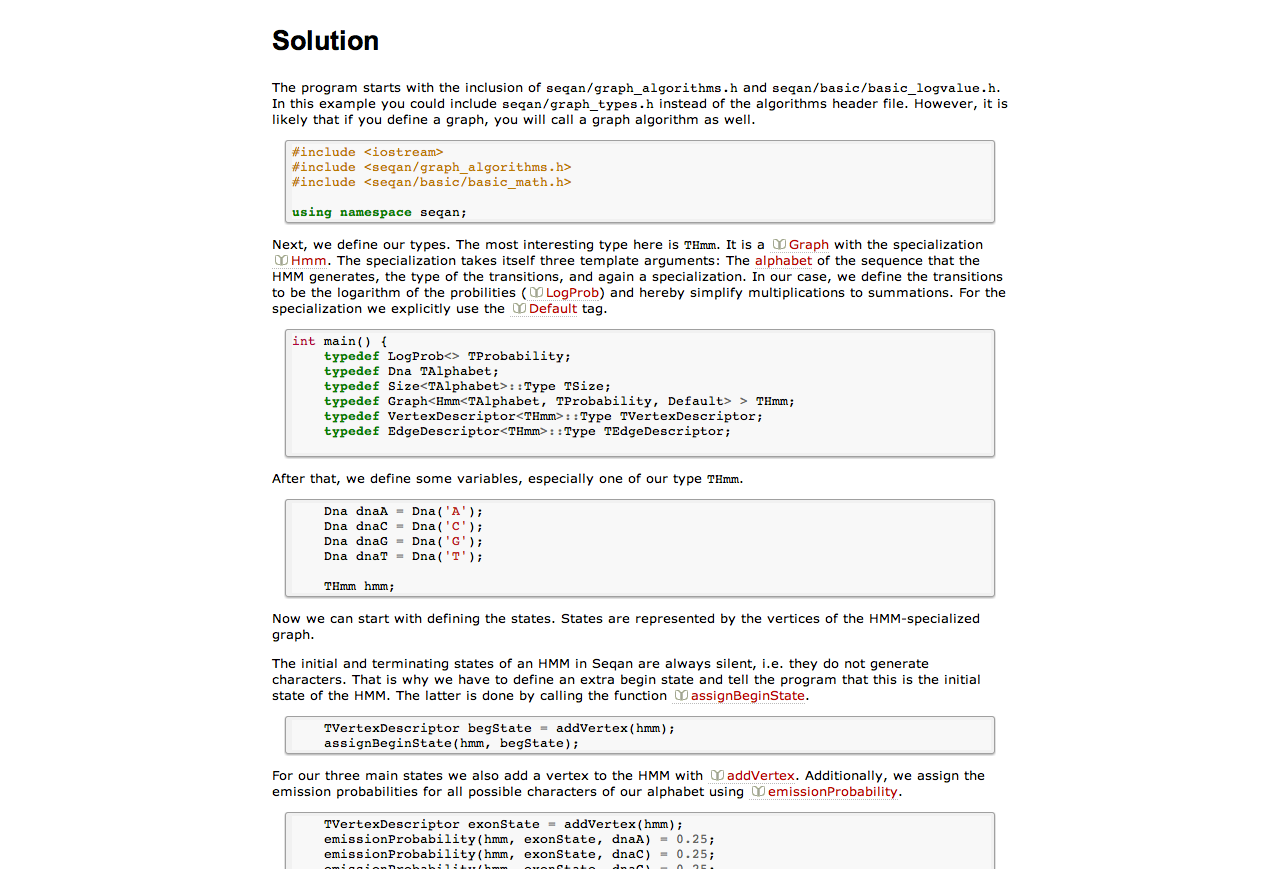 Solution
The program starts with the inclusion of seqan/graph_algorithms.h and seqan/basic/basic_logvalue.h.
In this example you could include seqan/graph_types.h instead of the algorithms header file. However, it is
likely that if you define a graph, you will call a graph algorithm as well.
#include <iostream>
#include <seqan/graph_algorithms.h>
#include <seqan/basic/basic_math.h>
using namespace seqan;
Next, we define our types. The most interesting type here is THmm. It is a Graph with the specialization
Hmm. The specialization takes itself three template arguments: The alphabet of the sequence that the
HMM generates, the type of the transitions, and again a specialization. In our case, we define the transitions
to be the logarithm of the probilities ( LogProb) and hereby simplify multiplications to summations. For the
specialization we explicitly use the Default tag.
int main() {
    typedef LogProb<> TProbability;
    typedef Dna TAlphabet;
    typedef Size<TAlphabet>::Type TSize;
    typedef Graph<Hmm<TAlphabet, TProbability, Default> > THmm;
    typedef VertexDescriptor<THmm>::Type TVertexDescriptor;
    typedef EdgeDescriptor<THmm>::Type TEdgeDescriptor;
After that, we define some variables, especially one of our type THmm.
    Dna dnaA = Dna('A');
    Dna dnaC = Dna('C');
    Dna dnaG = Dna('G');
    Dna dnaT = Dna('T');
    THmm hmm;
Now we can start with defining the states. States are represented by the vertices of the HMM-specialized
graph.
The initial and terminating states of an HMM in Seqan are always silent, i.e. they do not generate
characters. That is why we have to define an extra begin state and tell the program that this is the initial
state of the HMM. The latter is done by calling the function assignBeginState.
    TVertexDescriptor begState = addVertex(hmm);
    assignBeginState(hmm, begState);
For our three main states we also add a vertex to the HMM with addVertex. Additionally, we assign the
emission probabilities for all possible characters of our alphabet using emissionProbability.
    TVertexDescriptor exonState = addVertex(hmm);
    emissionProbability(hmm, exonState, dnaA) = 0.25;
    emissionProbability(hmm, exonState, dnaC) = 0.25;
    emissionProbability(hmm, exonState, dnaG) = 0.25;